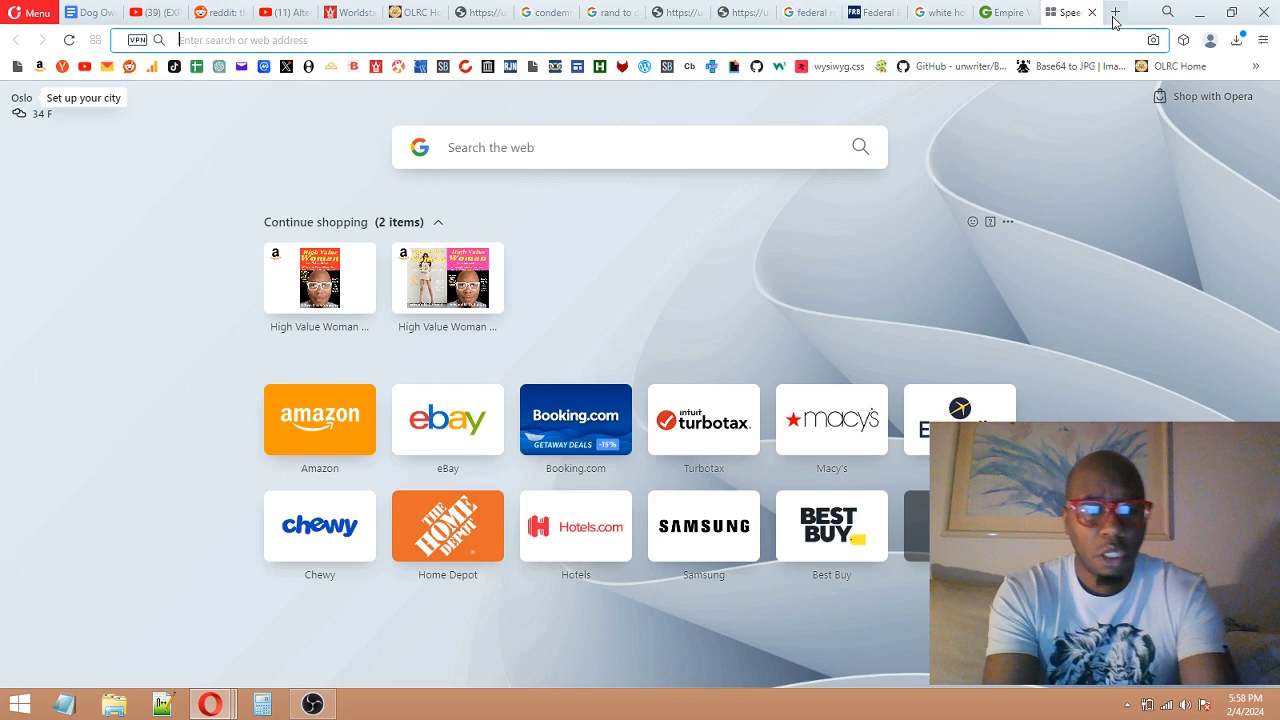 Menu
Dog Ow
(39) (EXP
reddit: th
(11) Alter
Worldsta
OLRC Ho
https://u
condem
rand to d
https://u
https://u
federal r
Federal F
white ho
Empire V
Spee
VPN
Enter search or web address
wysiwyg.css
GitHub - unwriter/B...
Base64 to JPG | Ima...
OLRC Home
Oslo
Set up your city
34 F
Shop with Opera
Search the web
Continue shopping (2 items)
High Value Woman ...
High Value Woman ...
amazon
ebay
Booking.com
GETAWAY DEALS -15%
intuit
turbotax.
macy's
Amazon
eBay
Booking.com
Turbotax
Macy's
chewy
THE HOME DEPOT
Hotels.com
SAMSUNG
BEST BUY
Chewy
Home Depot
Hotels
Samsung
Best Buy
5:58 PM
2/4/2024